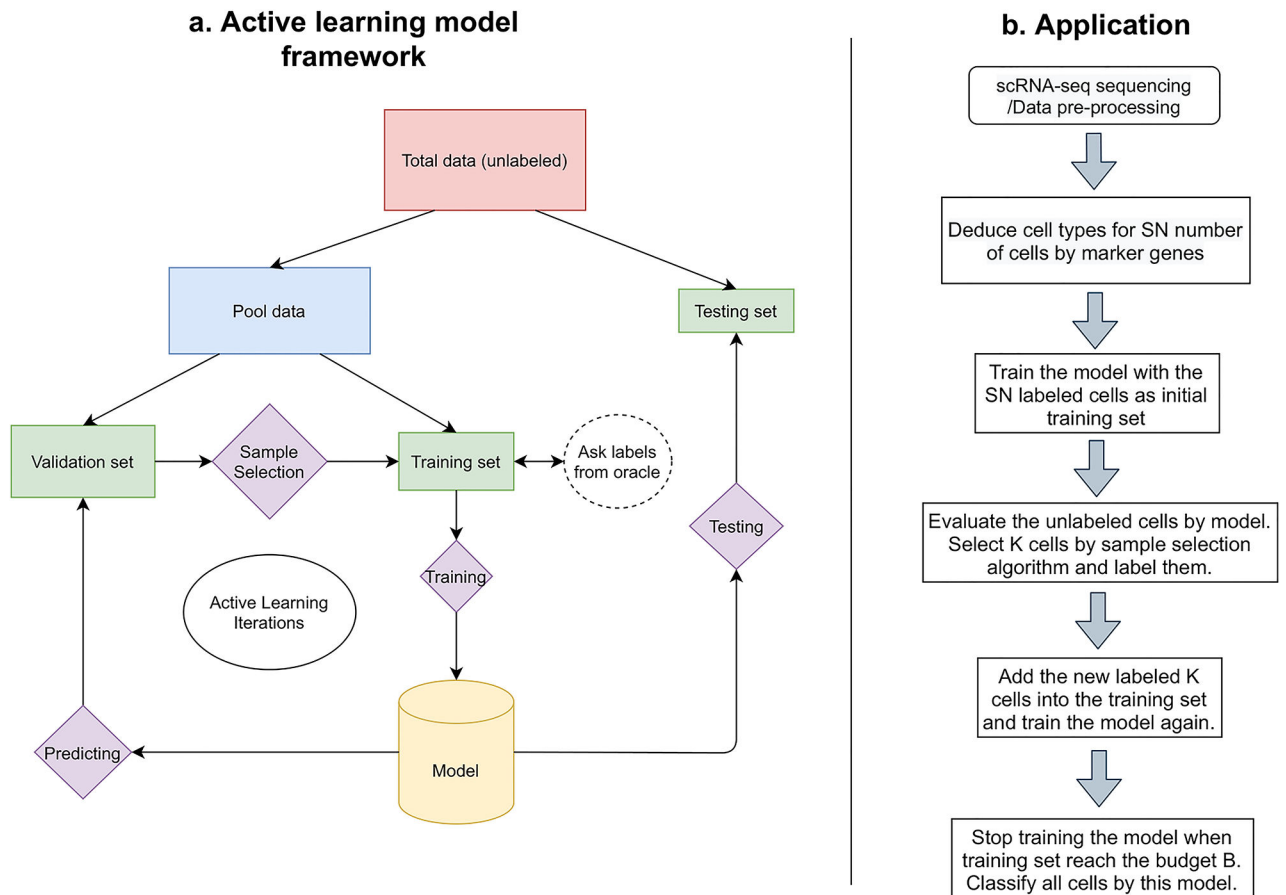 a. Active learning model
framework
Total data (unlabeled)
Pool data
Testing set
Validation set
Sample
Selection
Training set
Ask labels
from oracle
Testing
Training
Active Learning
Iterations
Predicting
Model
b. Application
scRNA-seq sequencing
/Data pre-processing
Deduce cell types for SN number
of cells by marker genes
Train the model with the
SN labeled cells as initial
training set
Evaluate the unlabeled cells by model.
Select K cells by sample selection
algorithm and label them.
Add the new labeled K
cells into the training set
and train the model again.
Stop training the model when
training set reach the budget B.
Classify all cells by this model.